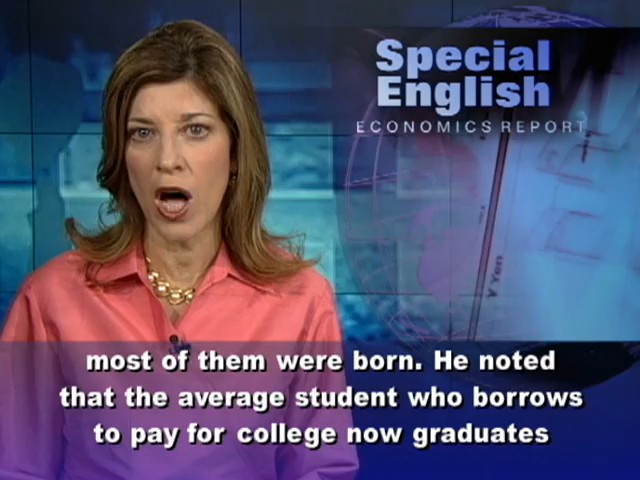 Special
English
ECONOMICS REPORT
most of them were born. He noted
that the average student who borrows
to pay for college now graduates